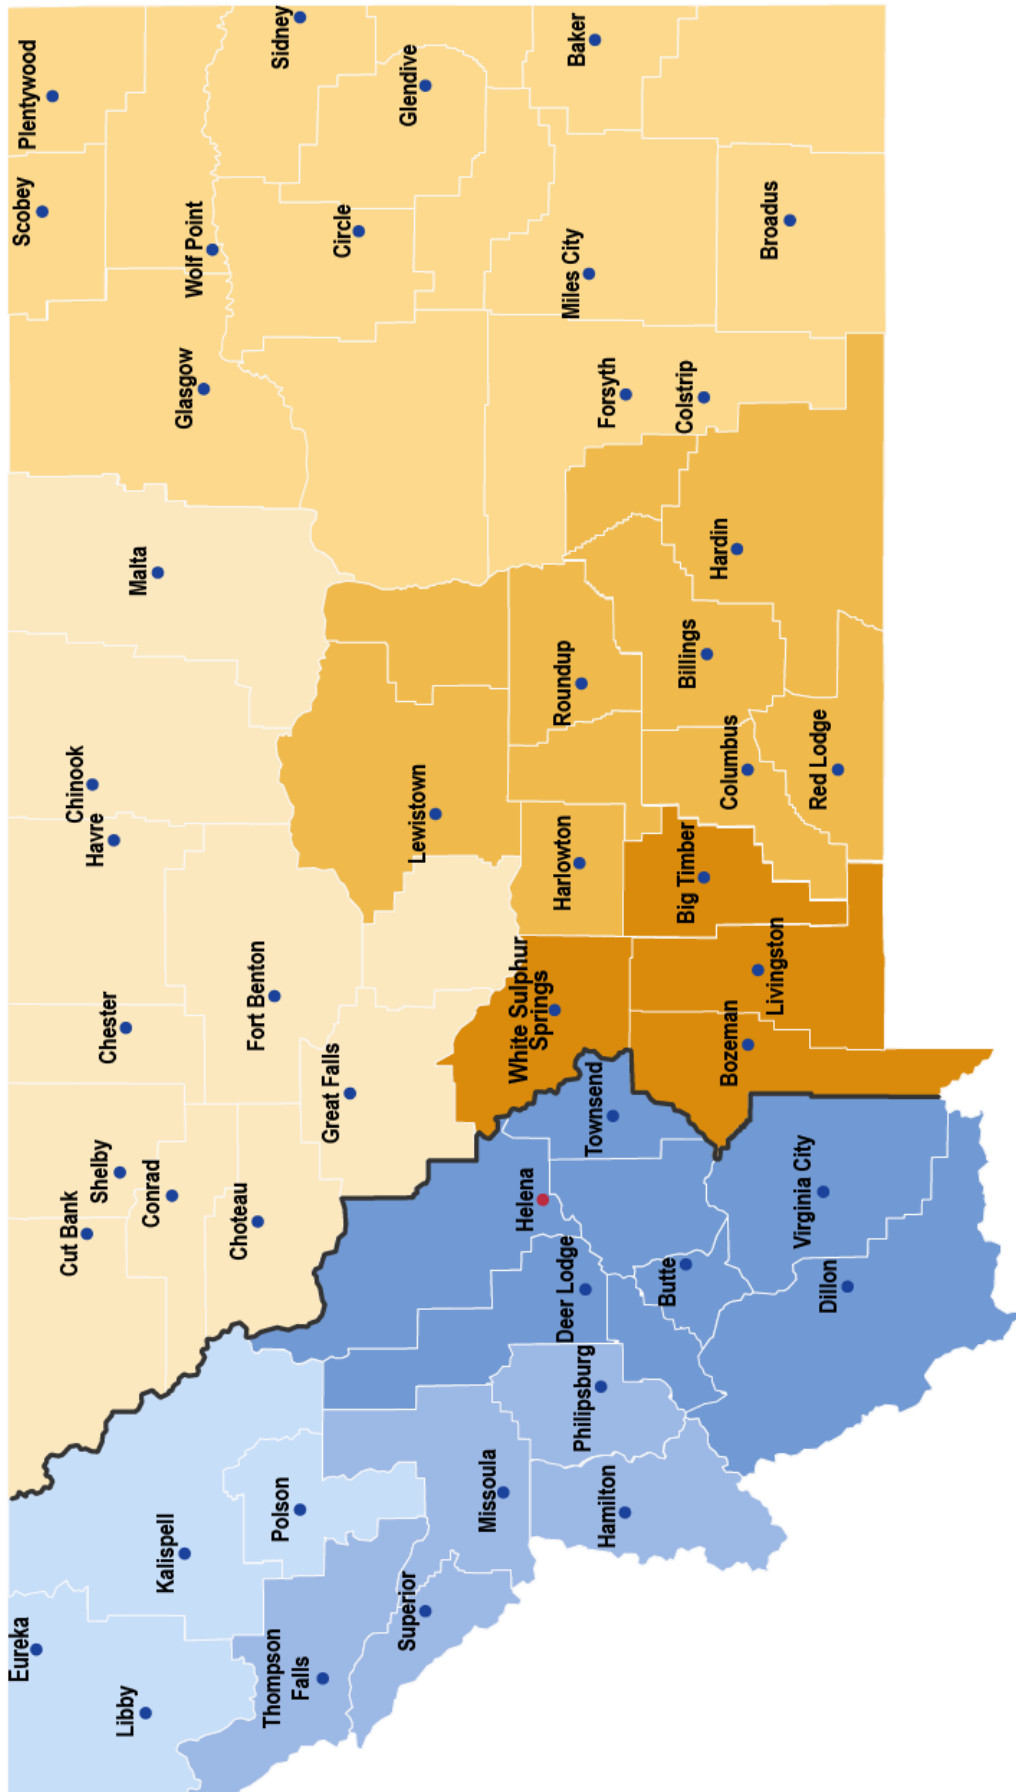 Eureka
Libby
Kalispell
Polson
Thompson
Falls
Superior
Missoula
Hamilton
Philipsburg
Deer Lodge
Helena
Butte
Dillon
Virginia City
Townsend
Cut Bank
Shelby
Conrad
Choteau
Chester
Fort Benton
Great Falls
White Sulphur
Springs
Bozeman
Livingston
Big Timber
Harlowton
Lewistown
Havre
Chinook
Malta
Roundup
Columbus
Red Lodge
Billings
Hardin
Glasgow
Forsyth
Colstrip
Scobey
Plentywood
Wolf Point
Circle
Sidney
Glendive
Miles City
Baker
Broadus